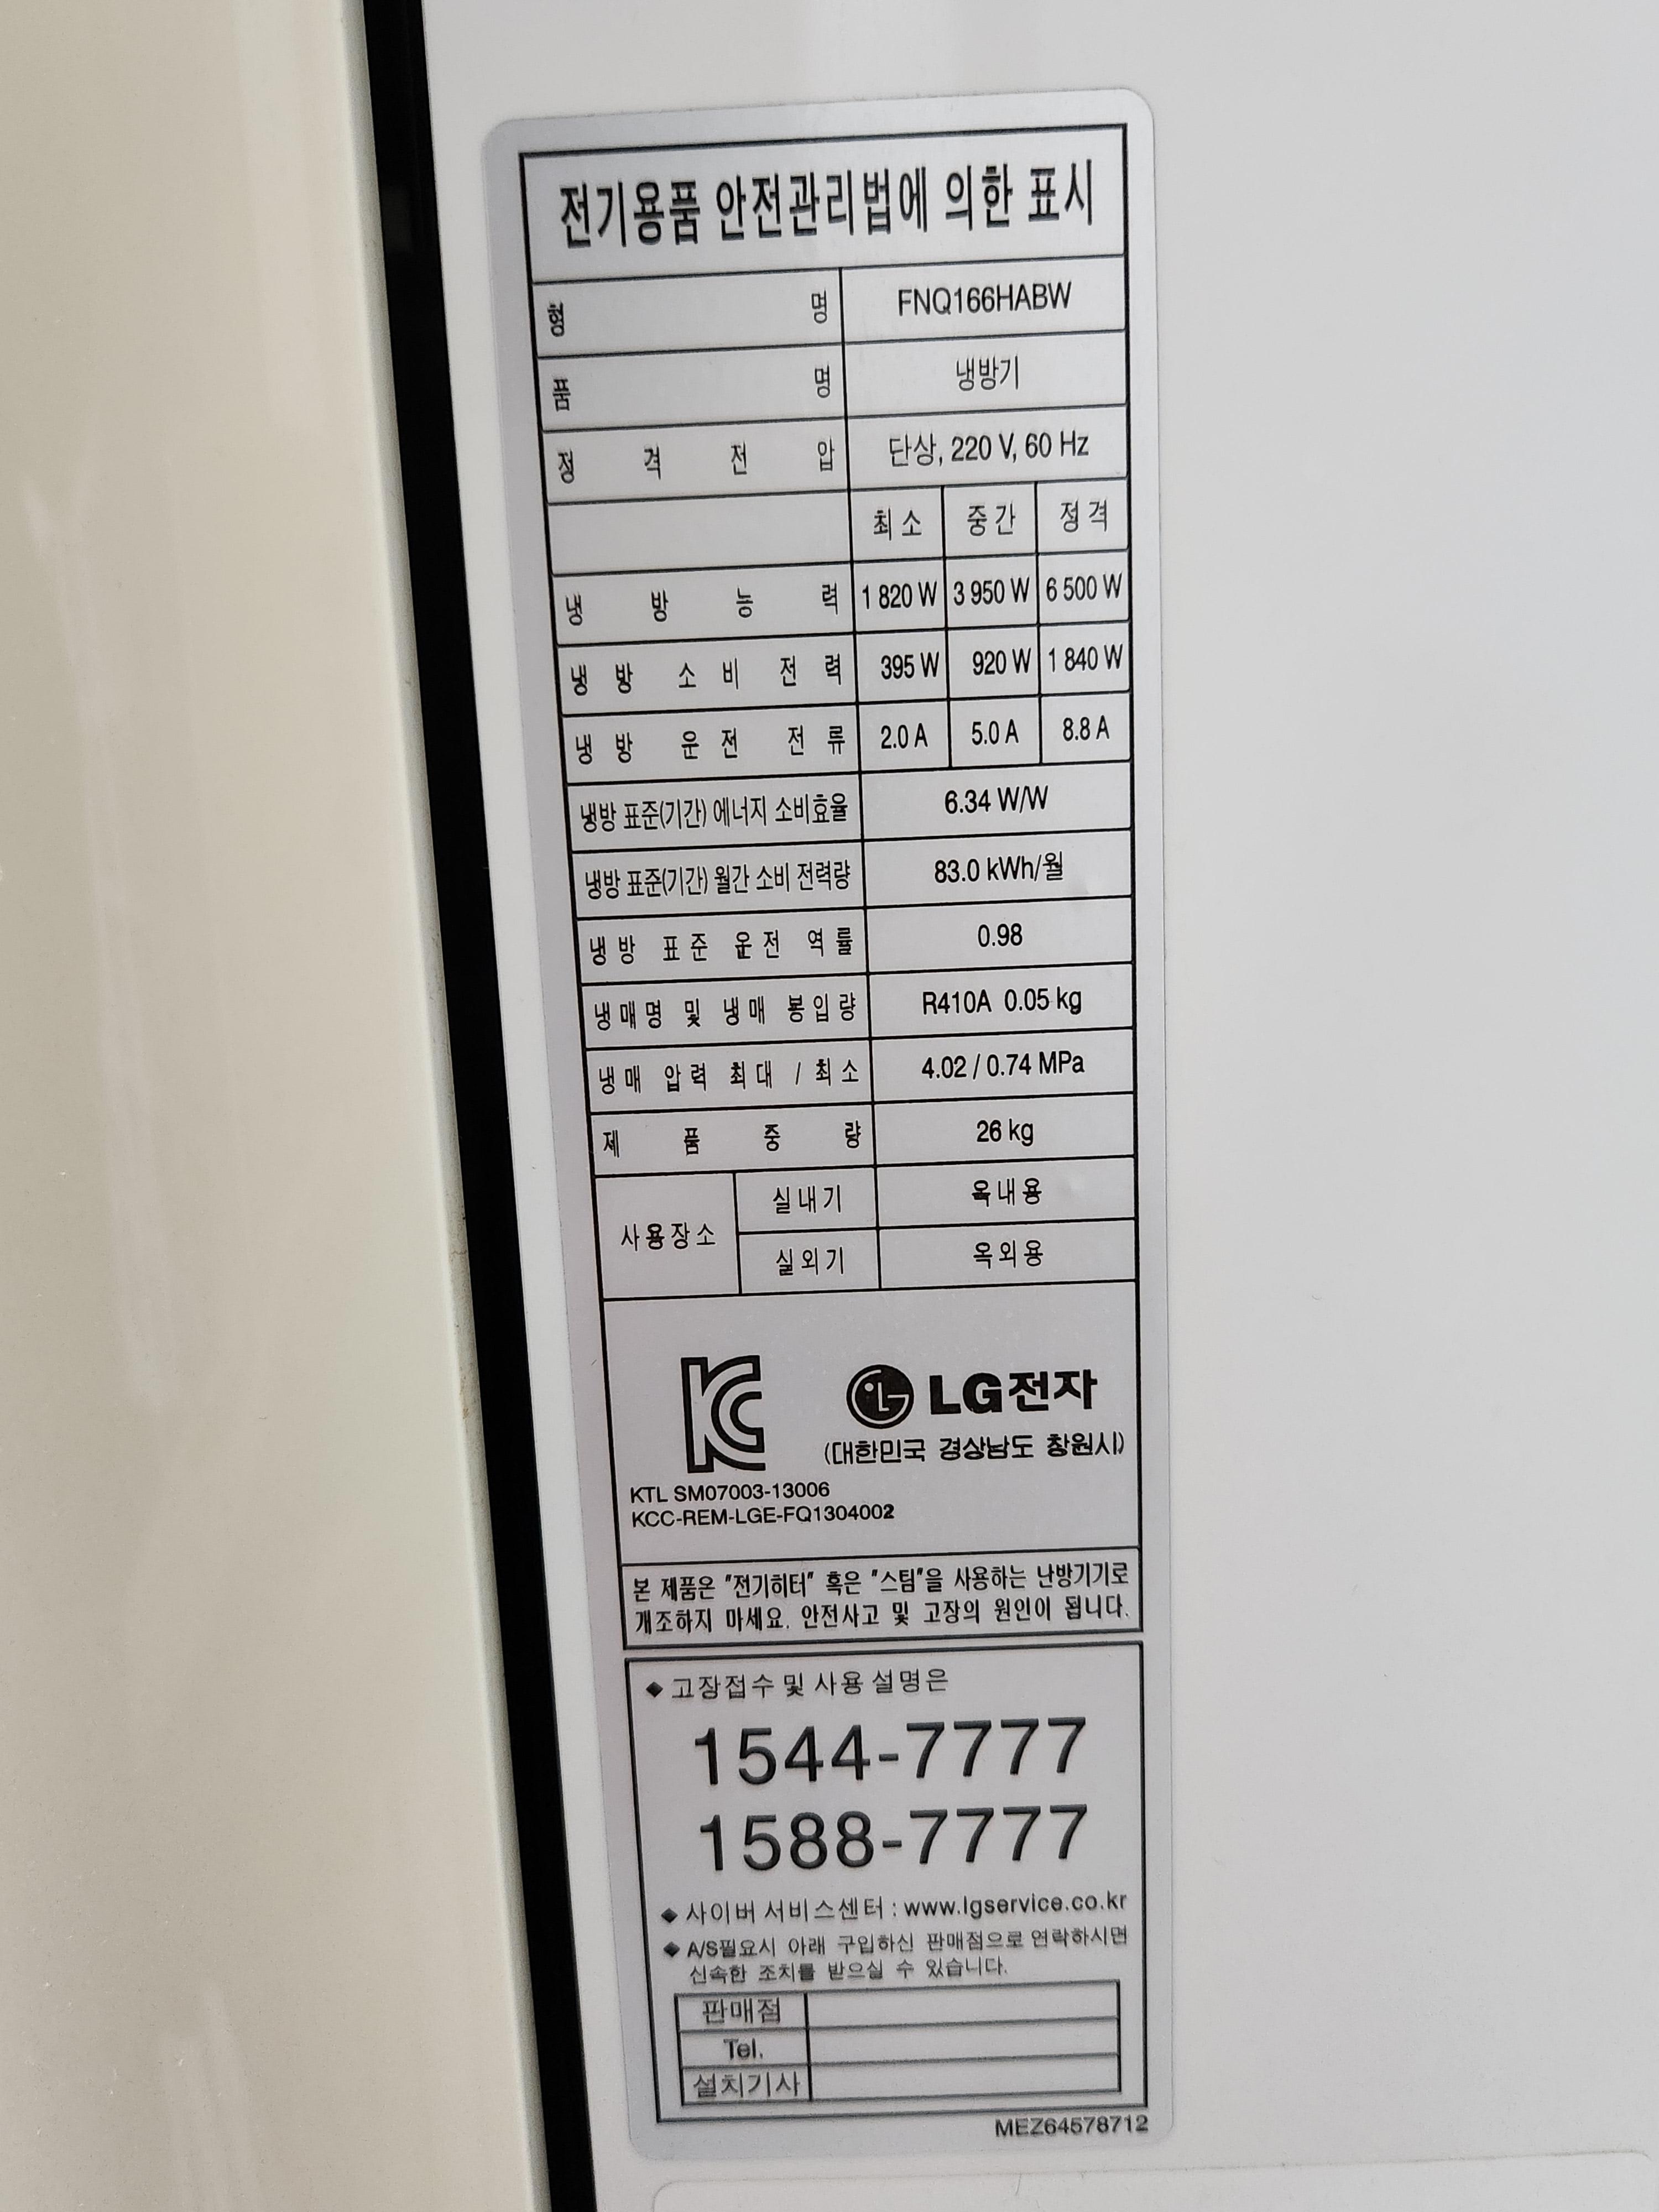 전기용품 안전관리법에 의한 표시
형 명 FNQ166HABW
품 명 냉방기
정 격 전 압 단상, 220 V, 60 Hz
최 소 중 간 정 격
냉 방 능 력 1 820 W 3 950 W 6 500 W
냉 방 소 비 전 력 395 W 920 W 1 840 W
냉 방 운 전 전 류 2.0 A 5.0 A 8.8 A
냉방 표준(기간) 에너지 소비효율 6.34 W/W
냉방 표준(기간) 월간 소비 전력량 83.0 kWh/월
냉 방 표 준 운 전 역 률 0.98
냉 매 명 및 냉 매 봉 입 량 R410A 0.05 kg
냉 매 압 력 최 대 / 최 소 4.02 / 0.74 MPa
제 품 중 량 26 kg
사용장소 실내기 옥내용
실외기 옥외용
KC LG LG전자
(대한민국 경상남도 창원시)
KTL SM07003-13006
KCC-REM-LGE-FQ1304002
본 제품은 "전기히터" 혹은 "스팀"을 사용하는 난방기기로
개조하지 마세요. 안전사고 및 고장의 원인이 됩니다.
◆ 고장접수 및 사용 설명은
1544-7777
1588-7777
◆ 사이버 서비스센터 : www.lgservice.co.kr
◆ A/S필요시 아래 구입하신 판매점으로 연락하시면
신속한 조치를 받으실 수 있습니다.
판매점
Tel.
설치기사
MEZ64578712